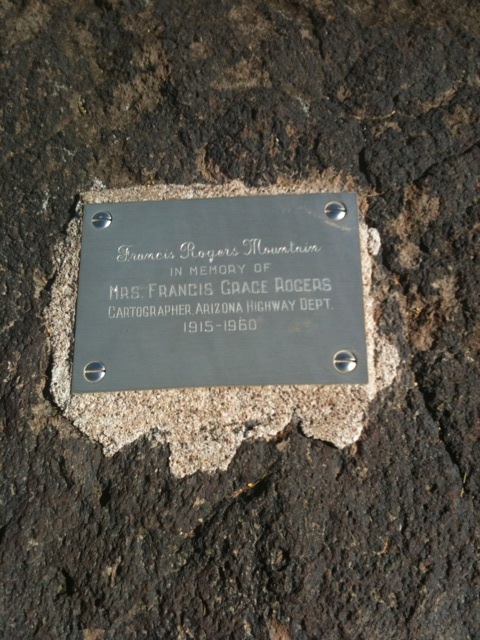 Francis Rogers Mountain
IN MEMORY OF
MRS. FRANCIS GRACE ROGERS
CARTOGRAPHER ARIZONA HIGHWAY DEPT.
1915-1960